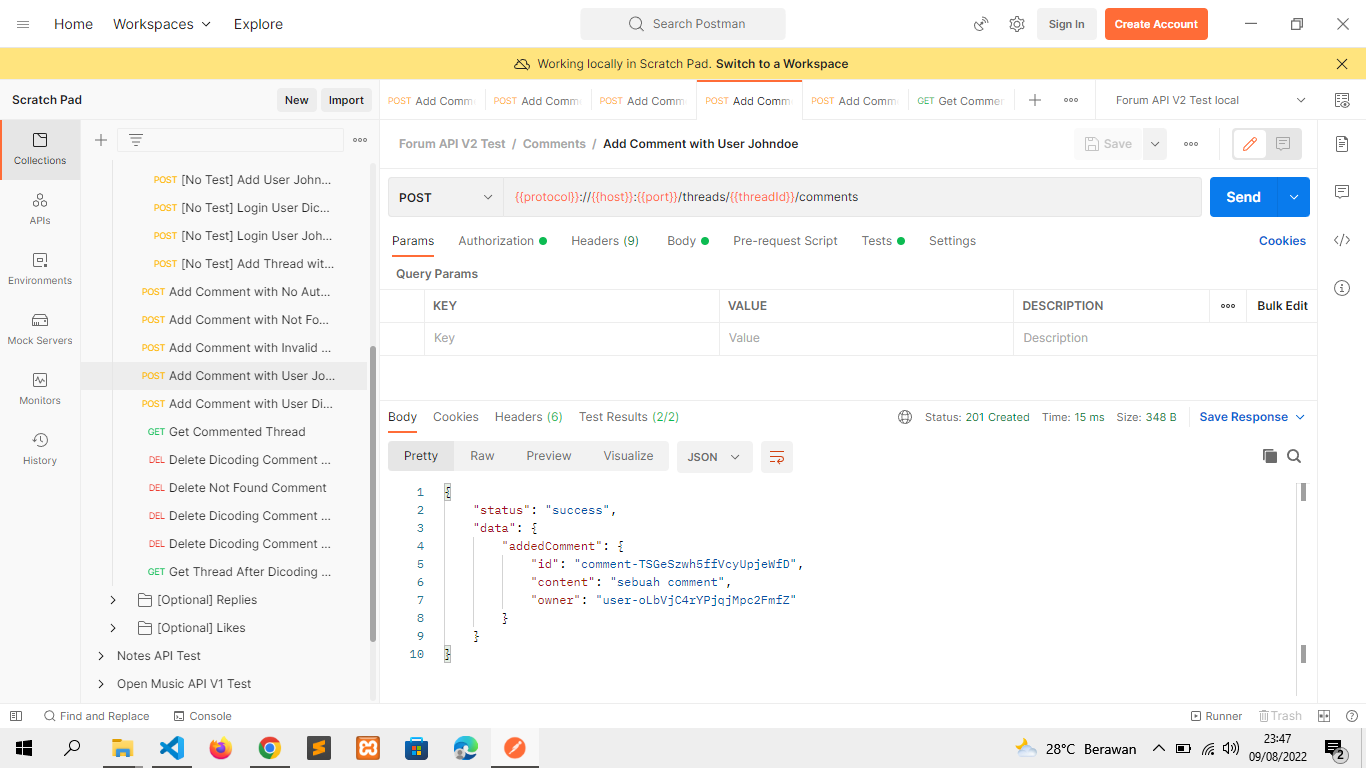 Home Workspaces Explore Search Postman Sign In Create Account
Working locally in Scratch Pad. Switch to a Workspace
Scratch Pad New Import
POST Add Comm POST Add Comm POST Add Comm POST Add Comm POST Add Comm GET Get Commer Forum API V2 Test local
Collections
APIs
Environments
Mock Servers
Monitors
History
POST [No Test] Add User John...
POST [No Test] Login User Dic...
POST [No Test] Login User Joh...
POST [No Test] Add Thread wit...
POST Add Comment with No Aut...
POST Add Comment with Not Fo...
POST Add Comment with Invalid ...
POST Add Comment with User Jo...
POST Add Comment with User Di...
GET Get Commented Thread
DEL Delete Dicoding Comment ...
DEL Delete Not Found Comment
DEL Delete Dicoding Comment ...
DEL Delete Dicoding Comment ...
GET Get Thread After Dicoding ...
[Optional] Replies
[Optional] Likes
Notes API Test
Open Music API V1 Test
Forum API V2 Test / Comments / Add Comment with User Johndoe Save
POST {{protocol}}://{{host}}:{{port}}/threads/{{threadId}}/comments Send
Params Authorization Headers (9) Body Pre-request Script Tests Settings Cookies
Query Params
KEY VALUE DESCRIPTION Bulk Edit
Key Value Description
Body Cookies Headers (6) Test Results (2/2) Status: 201 Created Time: 15 ms Size: 348 B Save Response
Pretty Raw Preview Visualize JSON
1 {
2 "status": "success",
3 "data": {
4 "addedComment": {
5 "id": "comment-TSGeSzwh5ffVcyUpjeWfD",
6 "content": "sebuah comment",
7 "owner": "user-oLbVjC4rYPjqjMpc2FmfZ"
8 }
9 }
10 }
Find and Replace Console Runner Trash
28°C Berawan 23:47
09/08/2022 2